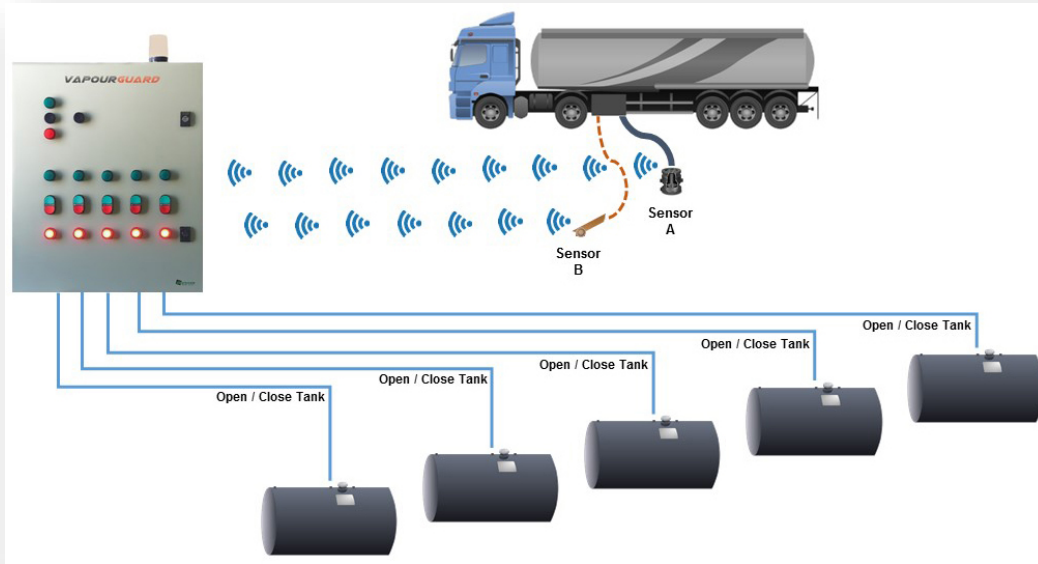 VAPOURGUARD
Sensor
A
Sensor
B
Open / Close Tank
Open / Close Tank
Open / Close Tank
Open / Close Tank
Open / Close Tank